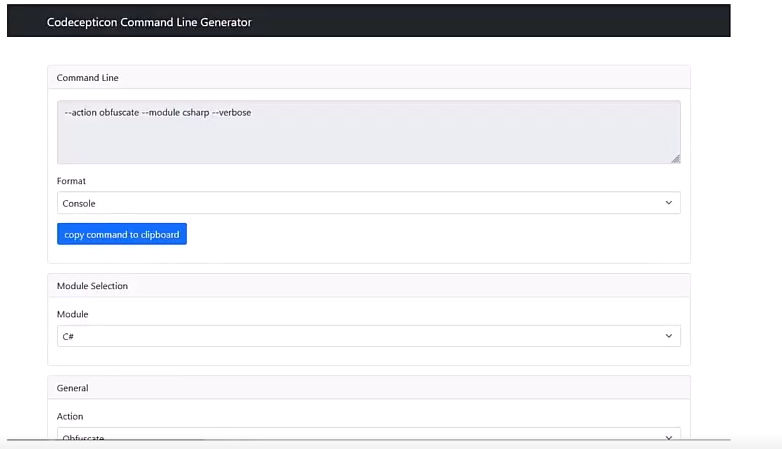 Codecepticon Command Line Generator
Command Line
--action obfuscate --module csharp --verbose
Format
Console
copy command to clipboard
Module Selection
Module
C#
General
Action
Obfuscate